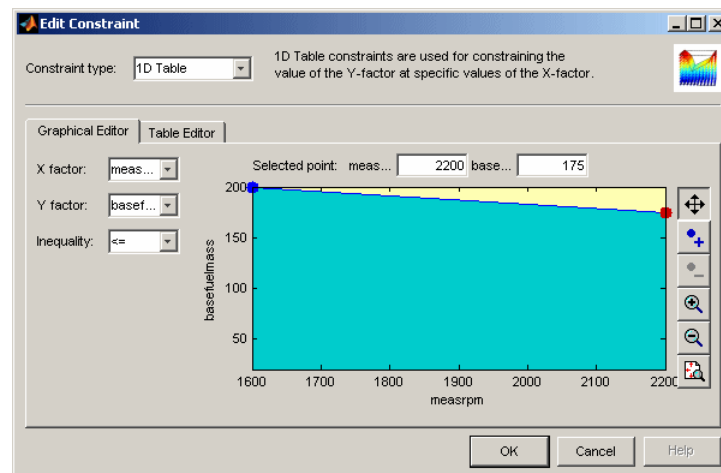 Edit Constraint
Constraint type:
1D Table
1D Table constraints are used for constraining the
value of the Y-factor at specific values of the X-factor.
Graphical Editor
Table Editor
X factor:
meas...
Y factor:
basef...
Inequality:
<=
Selected point: meas... 2200 base... 175
200
150
100
50
basefuelmass
1600 1700 1800 1900 2000 2100 2200
measrpm
OK Cancel Help